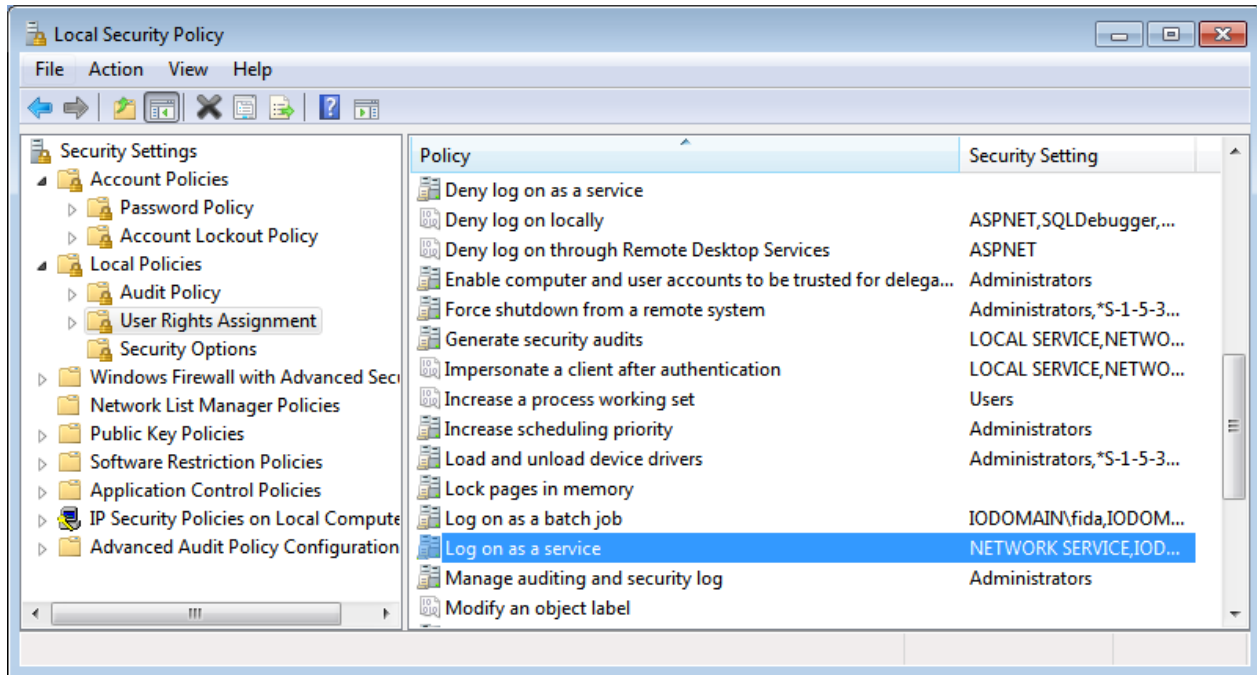 Local Security Policy
File Action View Help
Security Settings
Account Policies
Password Policy
Account Lockout Policy
Local Policies
Audit Policy
User Rights Assignment
Security Options
Windows Firewall with Advanced Secu
Network List Manager Policies
Public Key Policies
Software Restriction Policies
Application Control Policies
IP Security Policies on Local Compute
Advanced Audit Policy Configuration
Policy Security Setting
Deny log on as a service
Deny log on locally ASPNET,SQLDebugger,...
Deny log on through Remote Desktop Services ASPNET
Enable computer and user accounts to be trusted for delega... Administrators
Force shutdown from a remote system Administrators,*S-1-5-3...
Generate security audits LOCAL SERVICE,NETWO...
Impersonate a client after authentication LOCAL SERVICE,NETWO...
Increase a process working set Users
Increase scheduling priority Administrators
Load and unload device drivers Administrators,*S-1-5-3...
Lock pages in memory
Log on as a batch job IODOMAIN\fida,IODOM...
Log on as a service NETWORK SERVICE,IOD...
Manage auditing and security log Administrators
Modify an object label